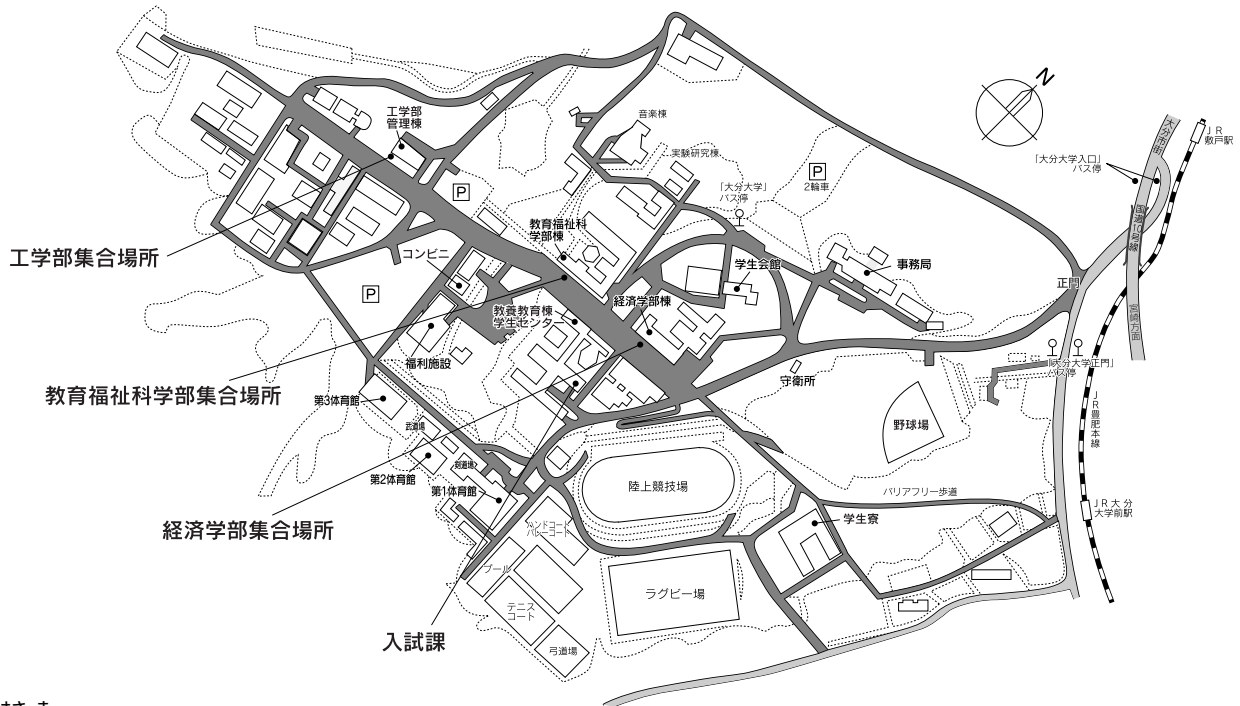 N
大分市街
ＪＲ
敷戸駅
「大分大学入口」
バス停
国道10号線
宮崎方面
正門
音楽棟
実験研究棟
P
2輪車
「大分大学」
バス停
工学部
管理棟
P
教育福祉科
学部棟
事務局
学生会館
工学部集合場所
コンビニ
P
経済学部棟
教養教育棟
学生センター
福利施設
守衛所
「大分大学正門」
バス停
教育福祉科学部集合場所
第3体育館
武道場
野球場
ＪＲ豊肥本線
剣道場
第2体育館
第1体育館
陸上競技場
バリアフリー歩道
ＪＲ大分
大学前駅
学生寮
経済学部集合場所
ハンドコート
バレーコート
プール
ラグビー場
テニス
コート
入試課
弓道場